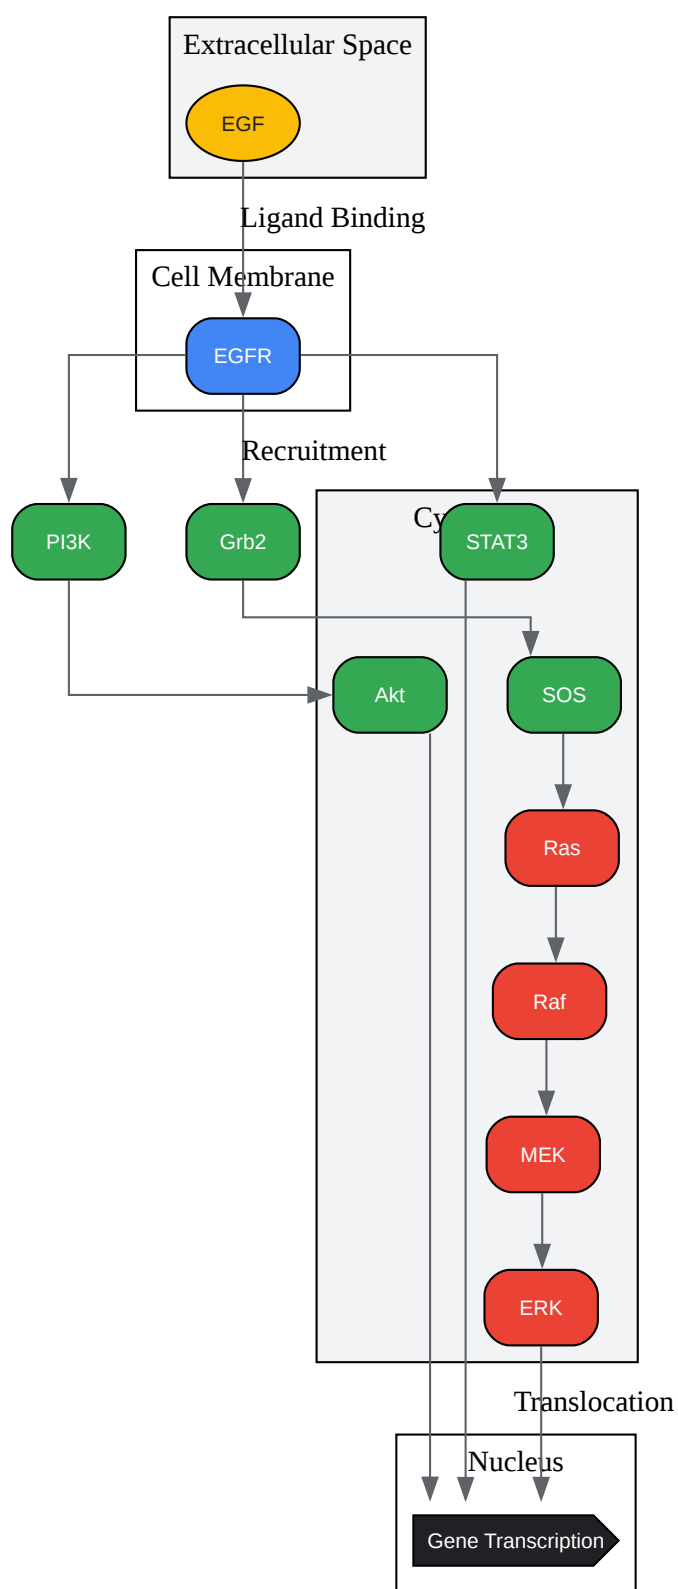 Extracellular Space
EGF
Ligand Binding
Cell Membrane
EGFR
Recruitment
PI3K
Grb2
STAT3
Akt
SOS
Ras
Raf
MEK
ERK
Translocation
Nucleus
Gene Transcription